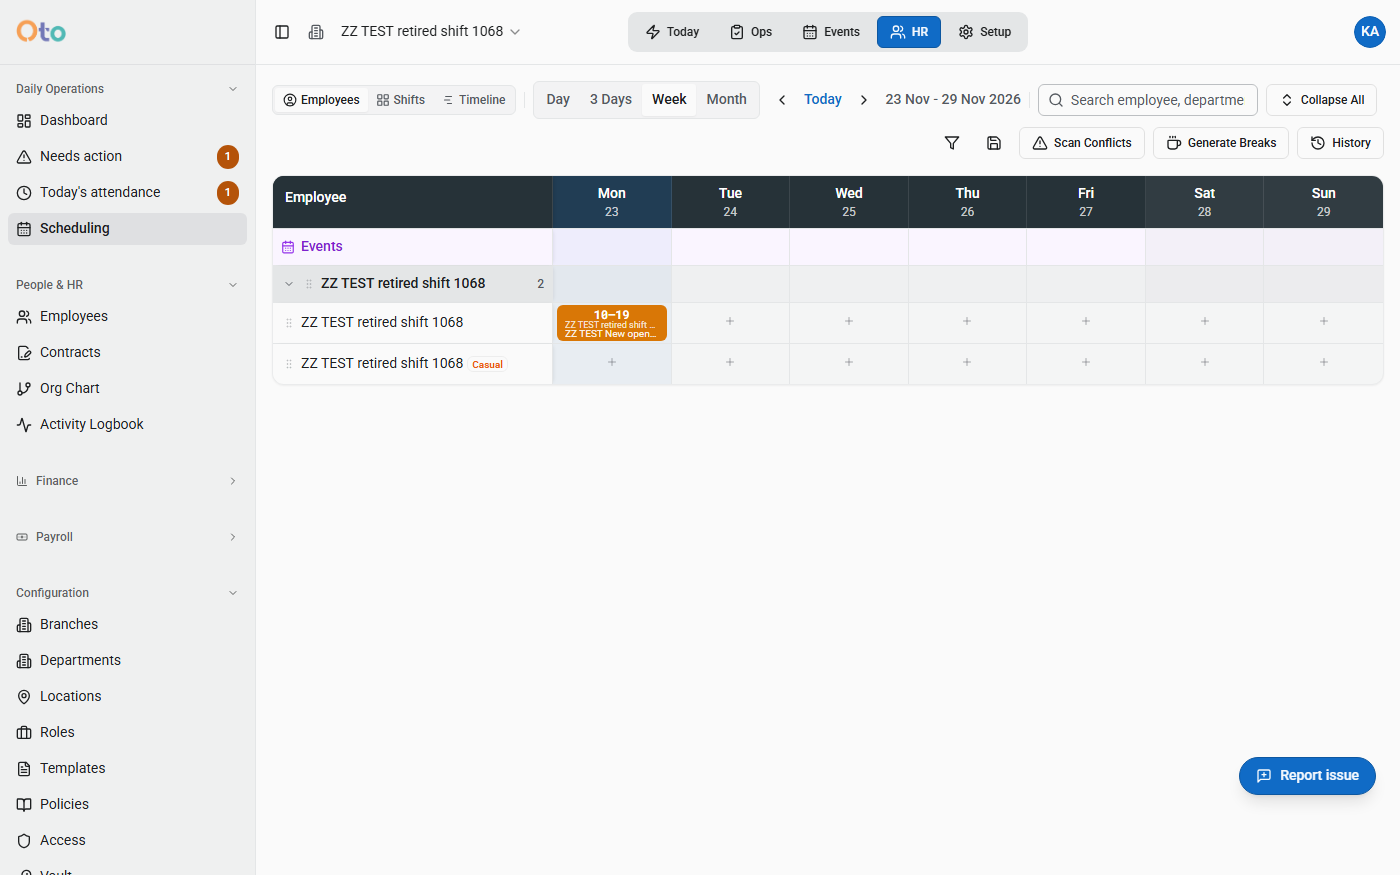 Oto
ZZ TEST retired shift 1068
Today
Ops
Events
HR
Setup
KA
Daily Operations
Dashboard
Needs action 1
Today's attendance 1
Scheduling
People & HR
Employees
Contracts
Org Chart
Activity Logbook
Finance
Payroll
Configuration
Branches
Departments
Locations
Roles
Templates
Policies
Access
Vault
Employees Shifts Timeline
Day 3 Days Week Month
Today
23 Nov - 29 Nov 2026
Search employee, departme
Collapse All
Scan Conflicts
Generate Breaks
History
Employee Mon 23 Tue 24 Wed 25 Thu 26 Fri 27 Sat 28 Sun 29
Events
ZZ TEST retired shift 1068 2
ZZ TEST retired shift 1068
10–19
ZZ TEST retired shift ...
ZZ TEST New open...
+ + + + + +
ZZ TEST retired shift 1068 Casual
+ + + + + + +
Report issue